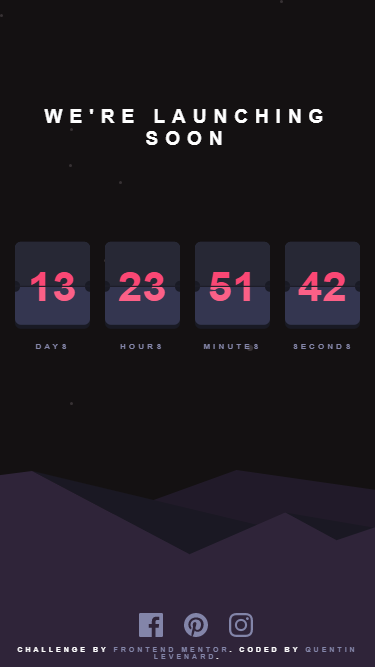 WE'RE LAUNCHING
SOON
13 23 51 42
DAYS HOURS MINUTES SECONDS
CHALLENGE BY FRONTEND MENTOR. CODED BY QUENTIN
LEVENARD.